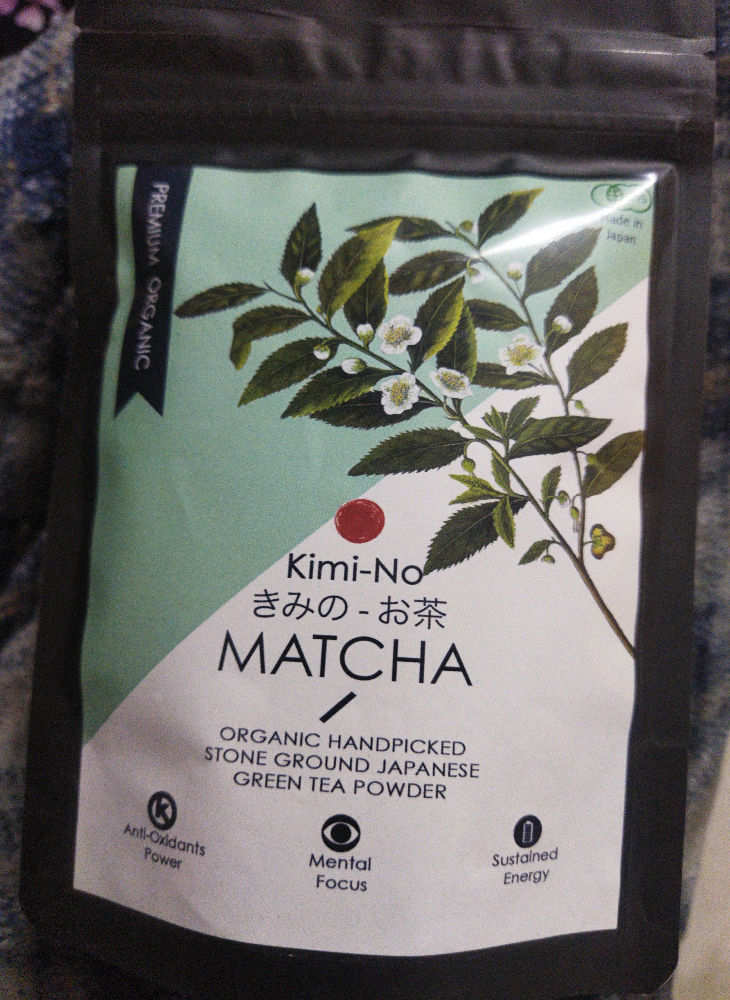 PREMIUM ORGANIC
Made in
Japan
Kimi-No
きみの - お茶
MATCHA
ORGANIC HANDPICKED
STONE GROUND JAPANESE
GREEN TEA POWDER
K
Anti-Oxidants
Power
Mental
Focus
Sustained
Energy